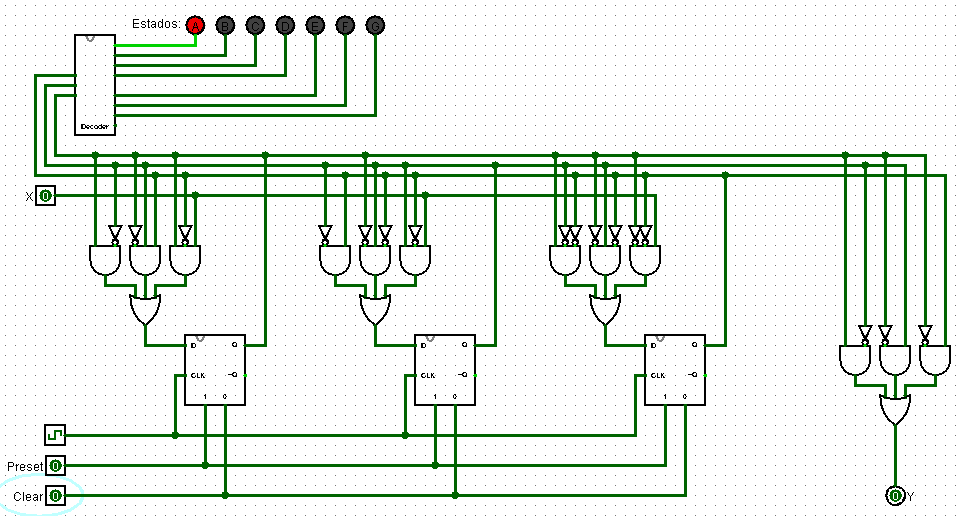 Estados: A B C D E F G
Decoder
X 0
D Q D Q D Q
CLK ¬Q CLK ¬Q CLK ¬Q
1 0 1 0 1 0
Preset 0
Clear 0
0 Y